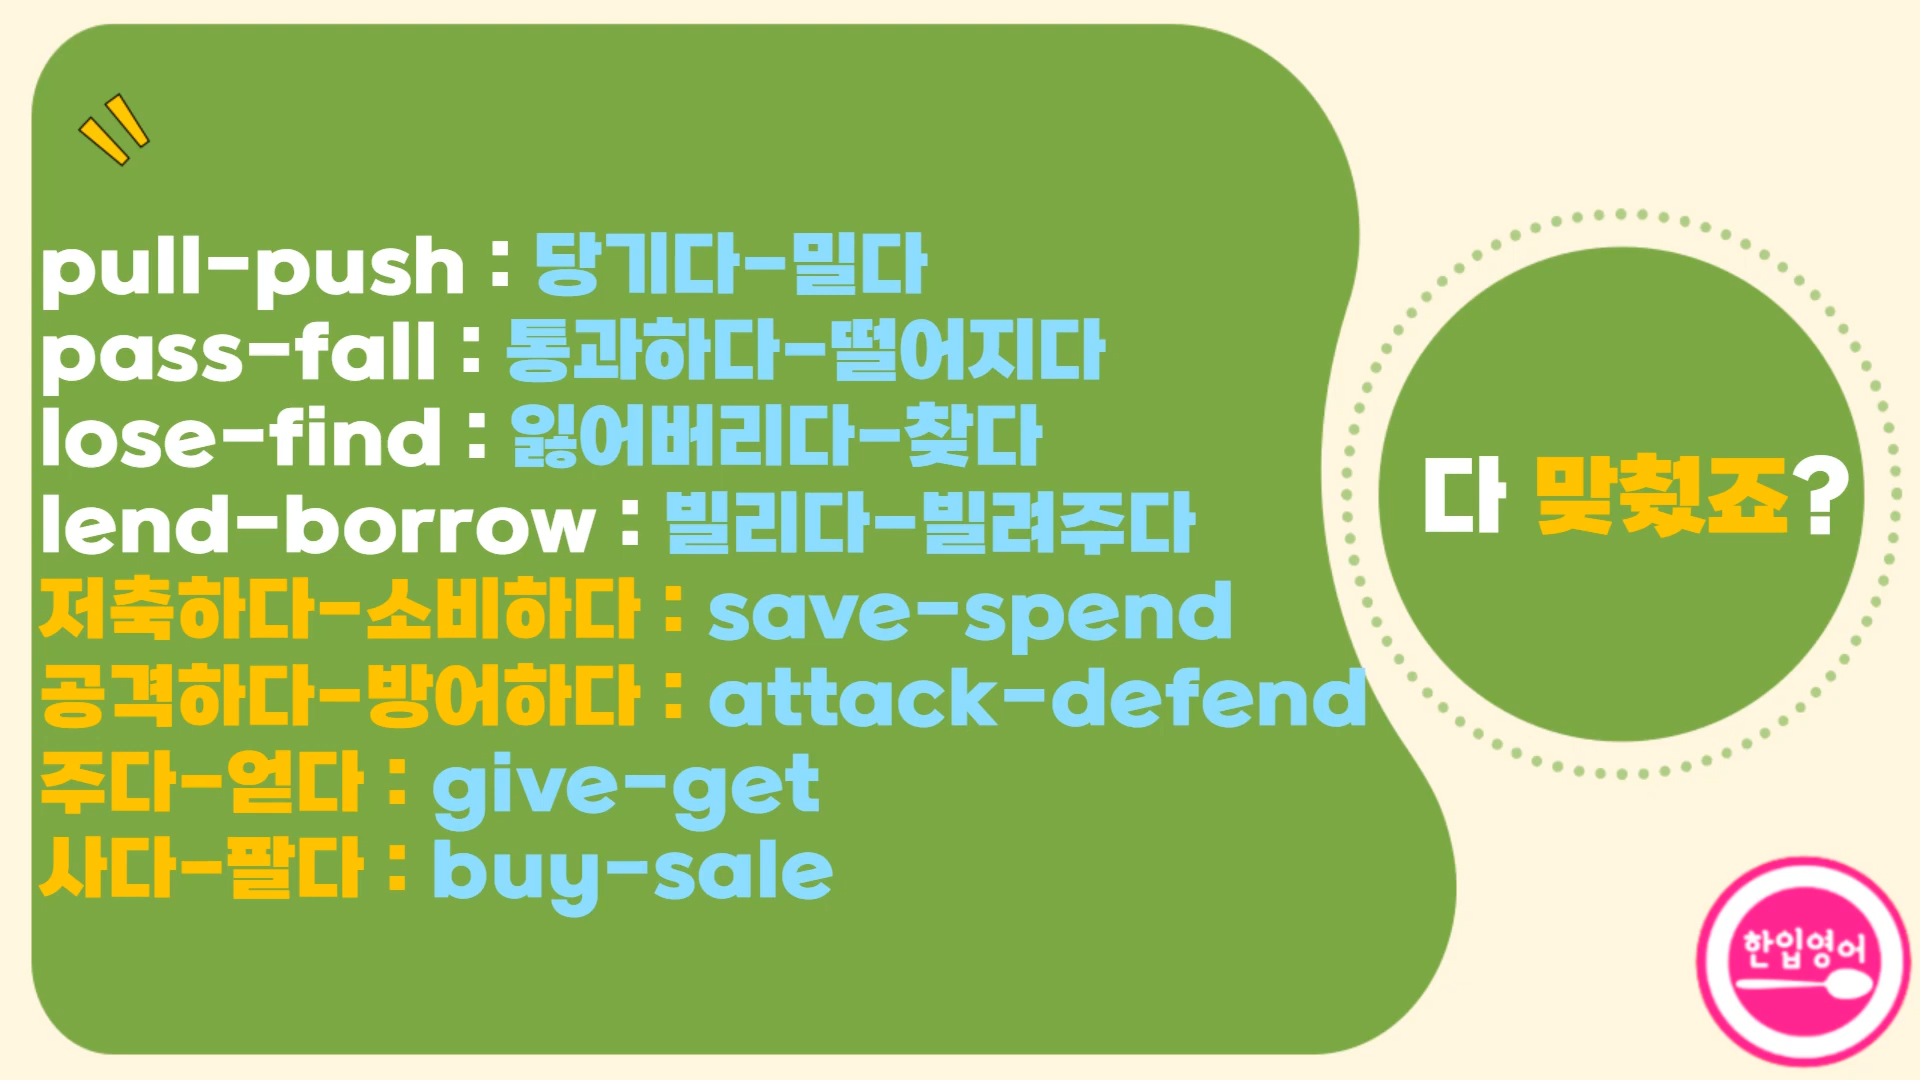 pull-push : 당기다-밀다
pass-fall : 통과하다-떨어지다
lose-find : 잃어버리다-찾다
lend-borrow : 빌리다-빌려주다
저축하다-소비하다 : save-spend
공격하다-방어하다 : attack-defend
주다-얻다 : give-get
사다-팔다 : buy-sale
다 맞췄죠?
한입영어